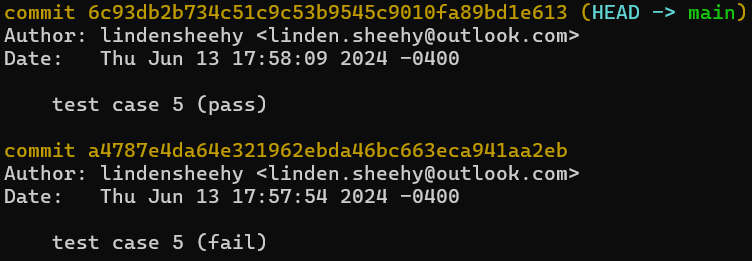 commit 6c93db2b734c51c9c53b9545c9010fa89bd1e613 (HEAD -> main)
Author: lindensheehy <linden.sheehy@outlook.com>
Date:   Thu Jun 13 17:58:09 2024 -0400
    test case 5 (pass)
commit a4787e4da64e321962ebda46bc663eca941aa2eb
Author: lindensheehy <linden.sheehy@outlook.com>
Date:   Thu Jun 13 17:57:54 2024 -0400
    test case 5 (fail)